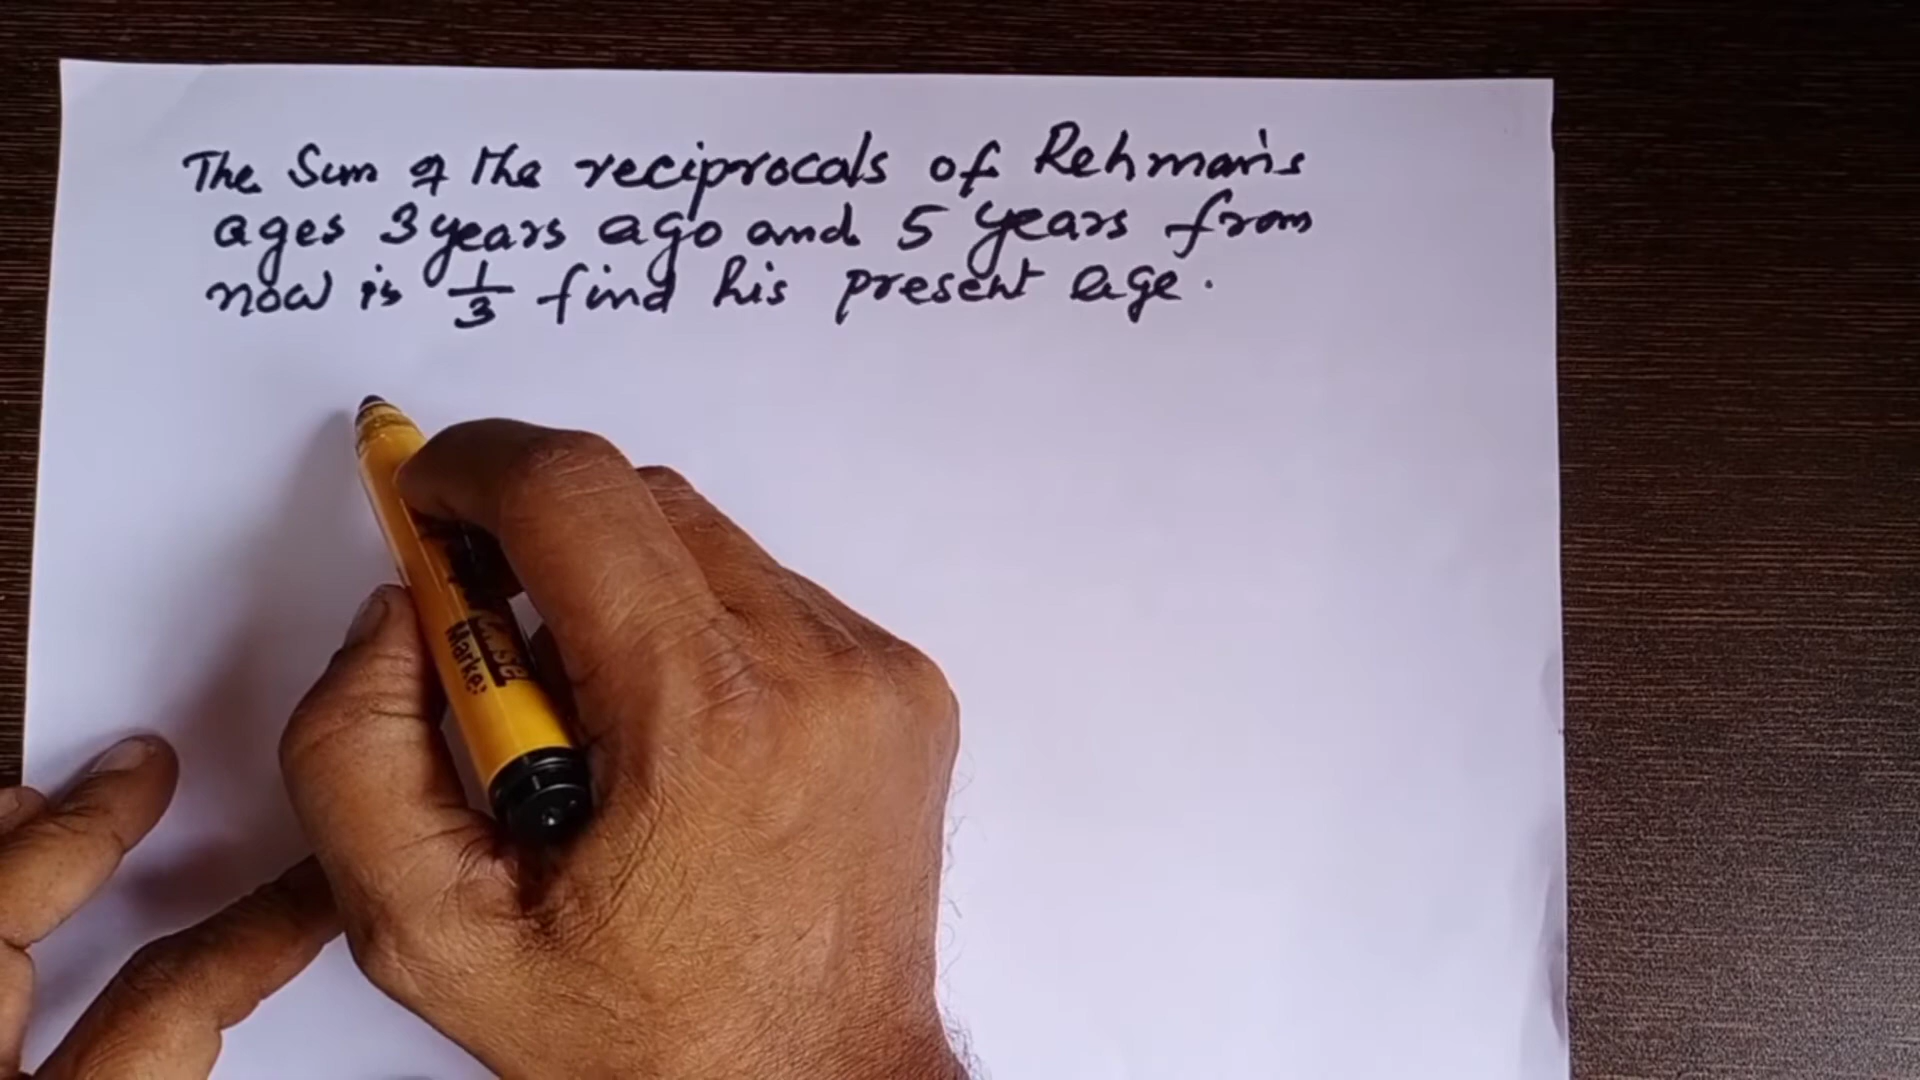 The Sum of the reciprocals of Rehman's
ages 3 years ago and 5 years from
now is 1/3 find his present age.
Marker